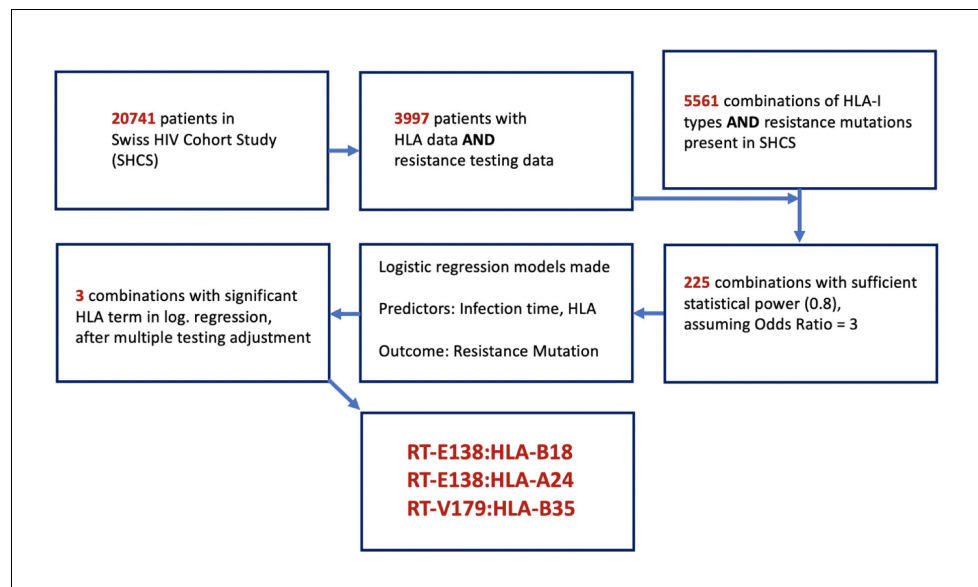 20741 patients in
Swiss HIV Cohort Study
(SHCS)
3997 patients with
HLA data AND
resistance testing data
5561 combinations of HLA-I
types AND resistance mutations
present in SHCS
225 combinations with sufficient
statistical power (0.8),
assuming Odds Ratio = 3
Logistic regression models made
Predictors: Infection time, HLA
Outcome: Resistance Mutation
3 combinations with significant
HLA term in log. regression,
after multiple testing adjustment
RT-E138:HLA-B18
RT-E138:HLA-A24
RT-V179:HLA-B35